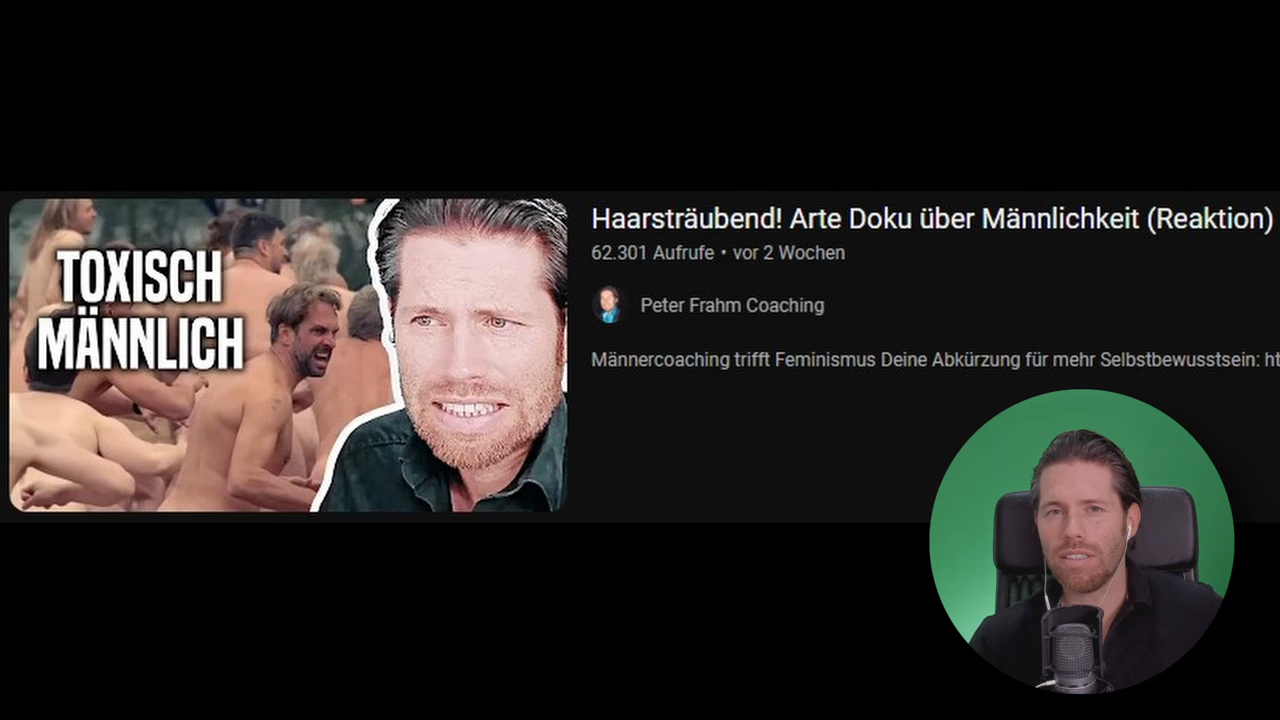 TOXISCH
MÄNNLICH
Haarsträubend! Arte Doku über Männlichkeit (Reaktion)
62.301 Aufrufe • vor 2 Wochen
Peter Frahm Coaching
Männercoaching trifft Feminismus Deine Abkürzung für mehr Selbstbewusstsein: ht